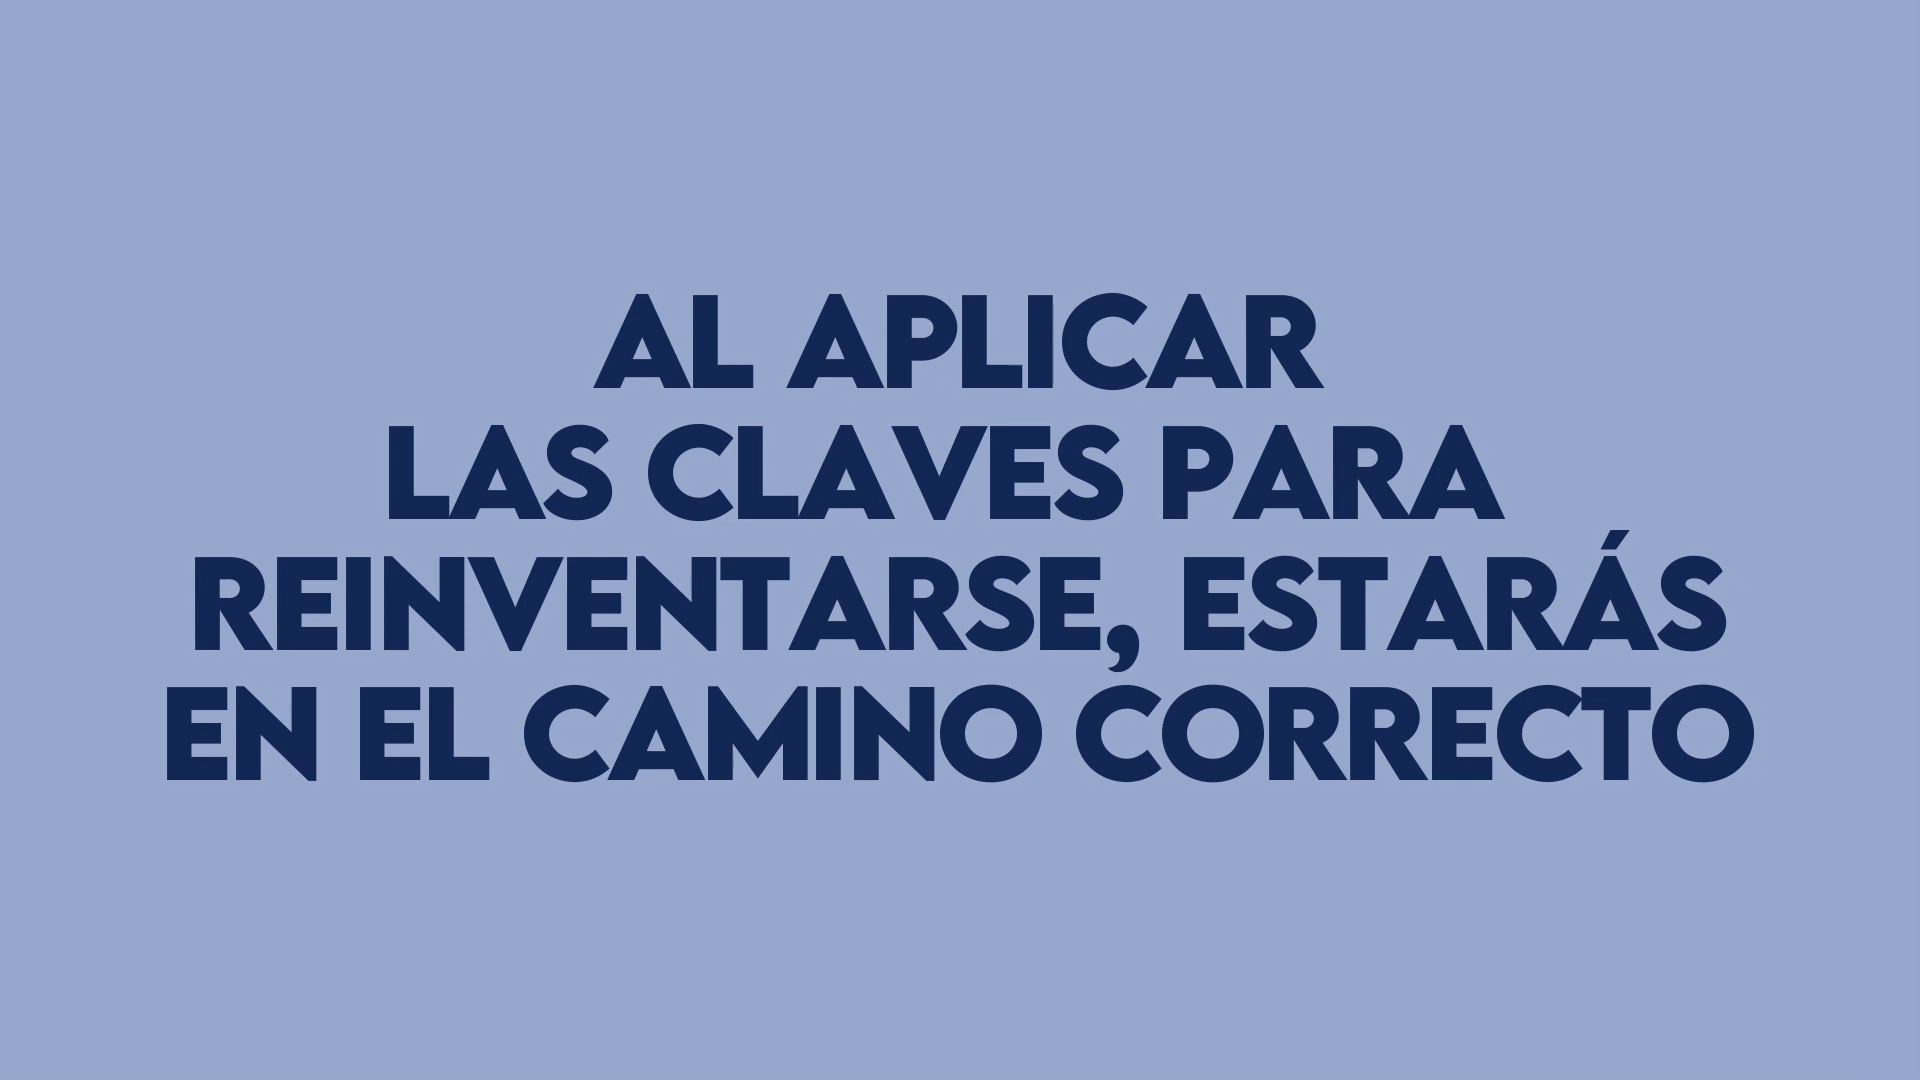 AL APLICAR
LAS CLAVES PARA
REINVENTARSE, ESTARÁS
EN EL CAMINO CORRECTO